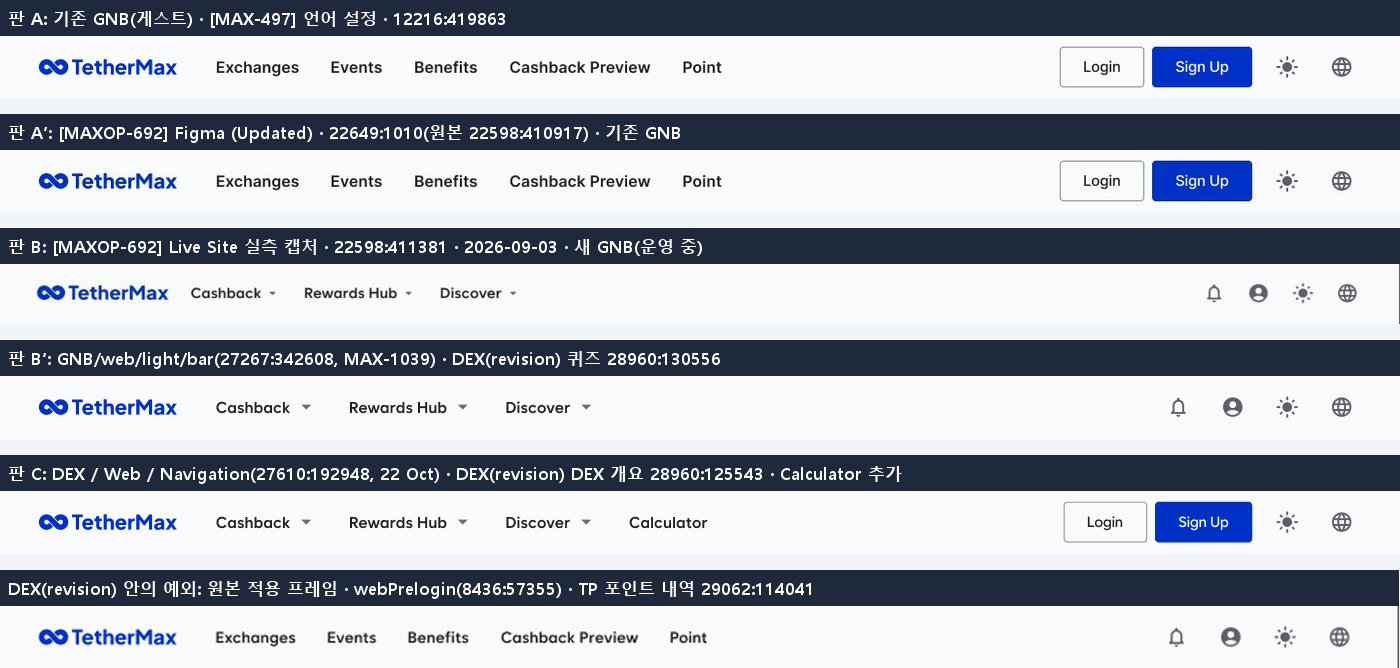 판 A: 기존 GNB(게스트) · [MAX-497] 언어 설정 · 12216:419863
TetherMax Exchanges Events Benefits Cashback Preview Point Login Sign Up
판 A′: [MAXOP-692] Figma (Updated) · 22649:1010(원본 22598:410917) · 기존 GNB
TetherMax Exchanges Events Benefits Cashback Preview Point Login Sign Up
판 B: [MAXOP-692] Live Site 실측 캡처 · 22598:411381 · 2026-09-03 · 새 GNB(운영 중)
TetherMax Cashback Rewards Hub Discover
판 B′: GNB/web/light/bar(27267:342608, MAX-1039) · DEX(revision) 퀴즈 28960:130556
TetherMax Cashback Rewards Hub Discover
판 C: DEX / Web / Navigation(27610:192948, 22 Oct) · DEX(revision) DEX 개요 28960:125543 · Calculator 추가
TetherMax Cashback Rewards Hub Discover Calculator Login Sign Up
DEX(revision) 안의 예외: 원본 적용 프레임 · webPrelogin(8436:57355) · TP 포인트 내역 29062:114041
TetherMax Exchanges Events Benefits Cashback Preview Point